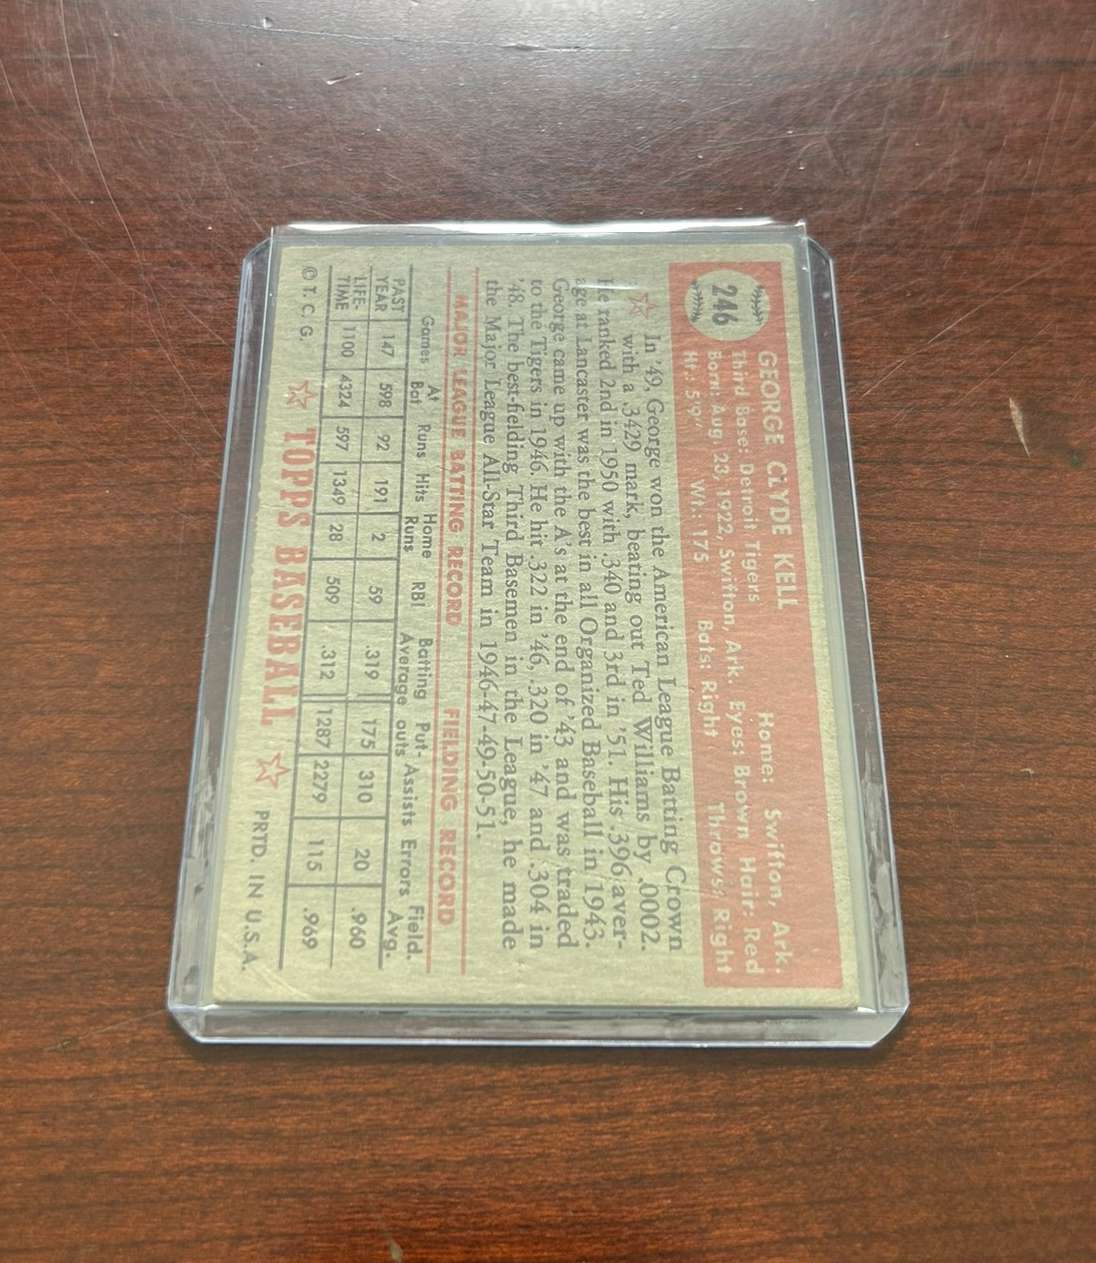 246
GEORGE CLYDE KELL
Third Base: Detroit Tigers Home: Swifton, Ark.
Born: Aug. 23, 1922, Swifton, Ark. Eyes: Brown Hair: Red
Ht.: 5'9" Wt.: 175 Bats: Right Throws: Right
In '49, George won the American League Batting Crown
with a .3429 mark, beating out Ted Williams by .0002.
He ranked 2nd in 1950 with .340 and 3rd in '51. His .396 aver-
age at Lancaster was the best in all Organized Baseball in 1943.
George came up with the A's at the end of '43 and was traded
to the Tigers in 1946. He hit .322 in '46, .320 in '47 and .304 in
'48. The best-fielding Third Basemen in the League, he made
the Major League All-Star Team in 1946-47-49-50-51.
MAJOR LEAGUE BATTING RECORD FIELDING RECORD
Games At Bat Runs Hits Home Runs RBI Batting Average Put-outs Assists Errors Field. Avg.
PAST YEAR 147 598 92 191 2 59 .319 175 310 20 .960
LIFE-TIME 1100 4324 597 1349 28 509 .312 1287 2279 115 .969
© T. C. G. TOPPS BASEBALL PRTD. IN U.S.A.